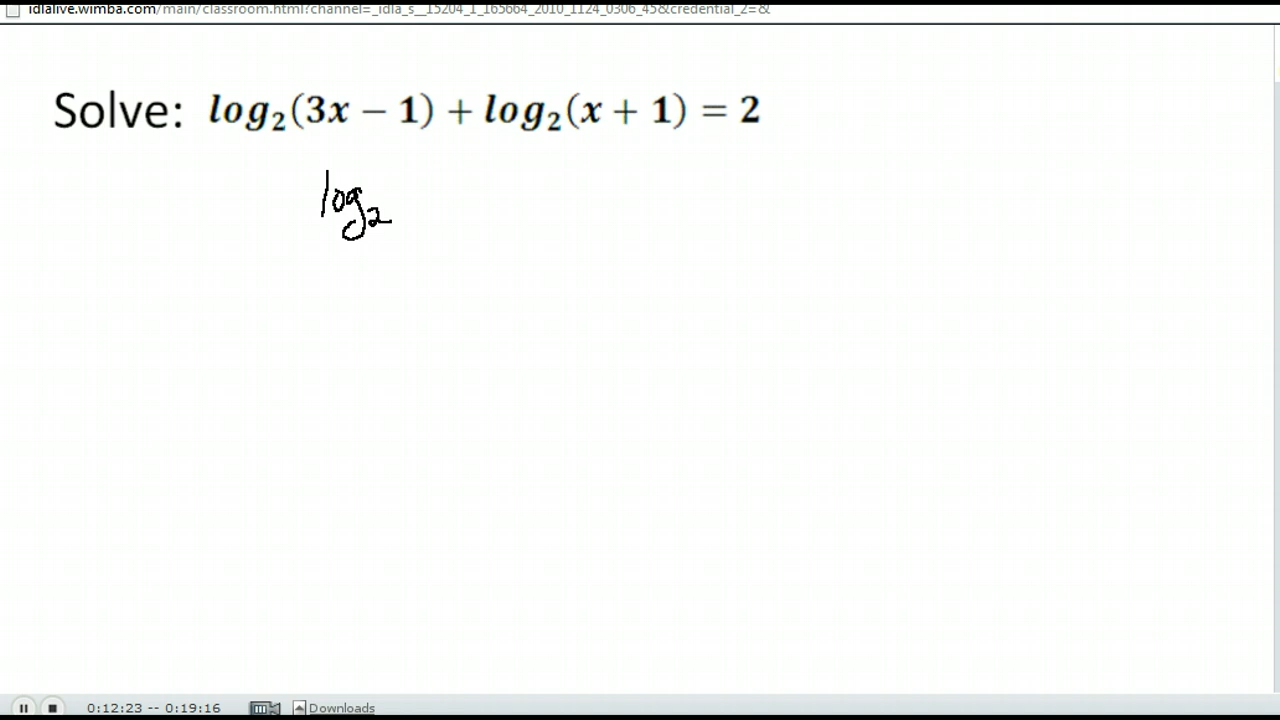 idlalive.wimba.com/main/classroom.html?channel=_idla_s__15204_1_165664_2010_1124_0306_45&credential_2=&
Solve: log₂(3x − 1) + log₂(x + 1) = 2
log₂
0:12:23 -- 0:19:16 Downloads